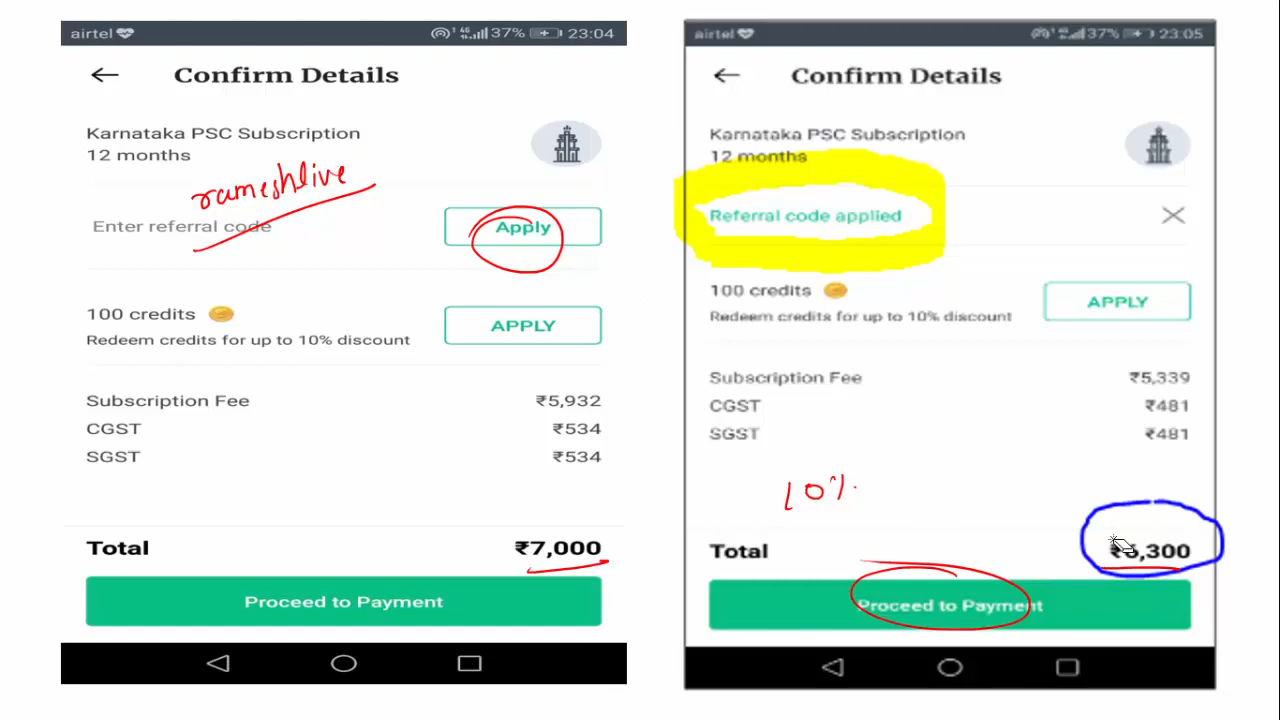 airtel 4G 37% 23:04
Confirm Details
Karnataka PSC Subscription
12 months
rameshlive
Enter referral code Apply
100 credits APPLY
Redeem credits for up to 10% discount
Subscription Fee ₹5,932
CGST ₹534
SGST ₹534
Total ₹7,000
Proceed to Payment
airtel 37% 23:05
Confirm Details
Karnataka PSC Subscription
12 months
Referral code applied
100 credits APPLY
Redeem credits for up to 10% discount
Subscription Fee ₹5,339
CGST ₹481
SGST ₹481
10%
Total ₹6,300
Proceed to Payment